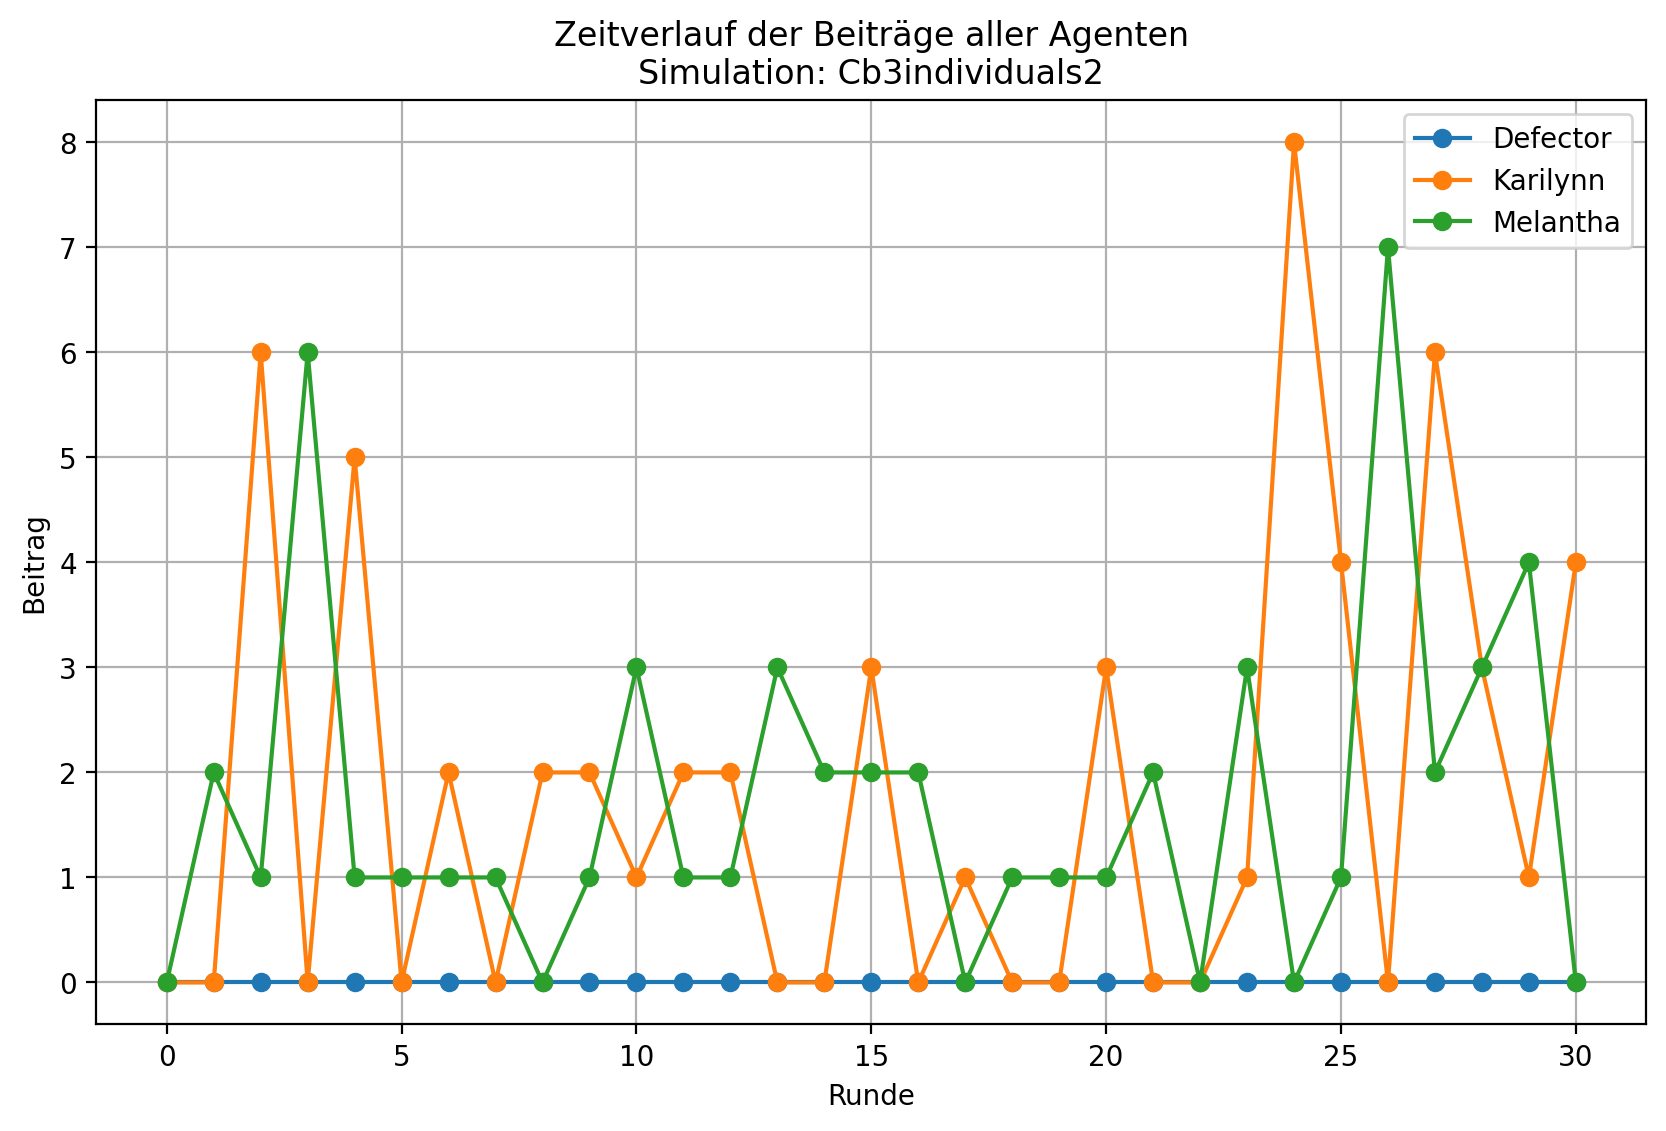 Zeitverlauf der Beiträge aller Agenten
Simulation: Cb3individuals2
Defector
Karilynn
Melantha
8
7
6
5
4
3
2
1
0
Beitrag
0 5 10 15 20 25 30
Runde